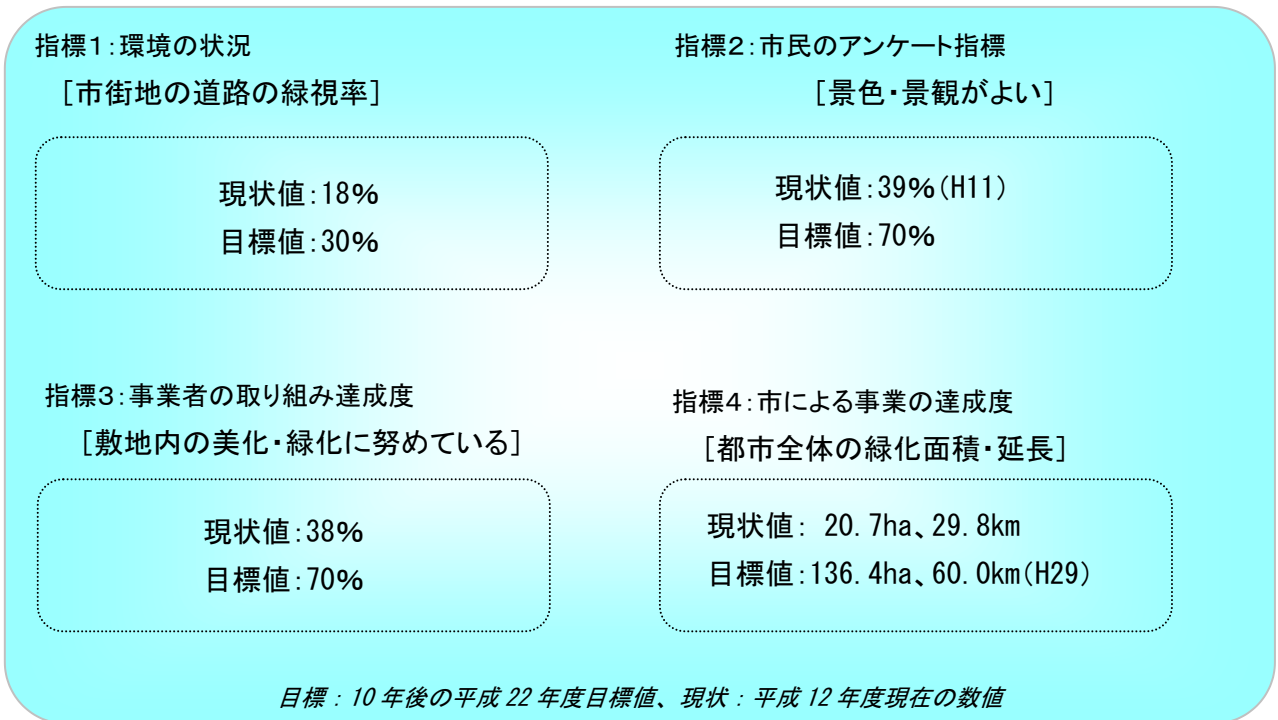 指標1:環境の状況
[市街地の道路の緑視率]
現状値:18%
目標値:30%
指標2:市民のアンケート指標
[景色・景観がよい]
現状値:39%(H11)
目標値:70%
指標3:事業者の取り組み達成度
[敷地内の美化・緑化に努めている]
現状値:38%
目標値:70%
指標4:市による事業の達成度
[都市全体の緑化面積・延長]
現状値: 20.7ha、29.8km
目標値:136.4ha、60.0km(H29)
目標:10年後の平成22年度目標値、現状:平成12年度現在の数値